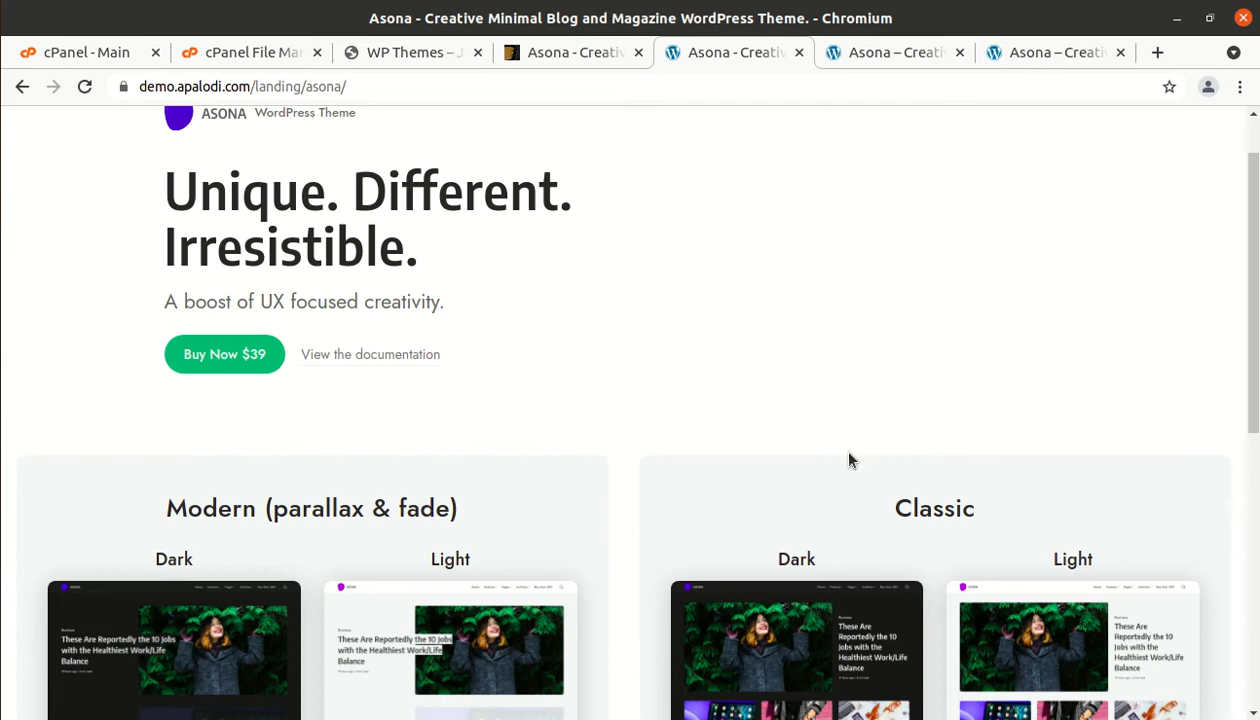 Asona - Creative Minimal Blog and Magazine WordPress Theme. - Chromium
cPanel - Main
cPanel File Ma
WP Themes –
Asona - Creativ
Asona - Creativ
Asona – Creati
Asona – Creati
demo.apalodi.com/landing/asona/
ASONA WordPress Theme
Unique. Different.
Irresistible.
A boost of UX focused creativity.
Buy Now $39
View the documentation
Modern (parallax & fade)
Dark
Light
These Are Reportedly the 10 Jobs
with the Healthiest Work/Life
Balance
These Are Reportedly the 10 Jobs
with the Healthiest Work/Life
Balance
Classic
Dark
Light
These Are
Reportedly the 10
Jobs with the
Healthiest Work/Life
Balance
These Are
Reportedly the 10
Jobs with the
Healthiest Work/Life
Balance